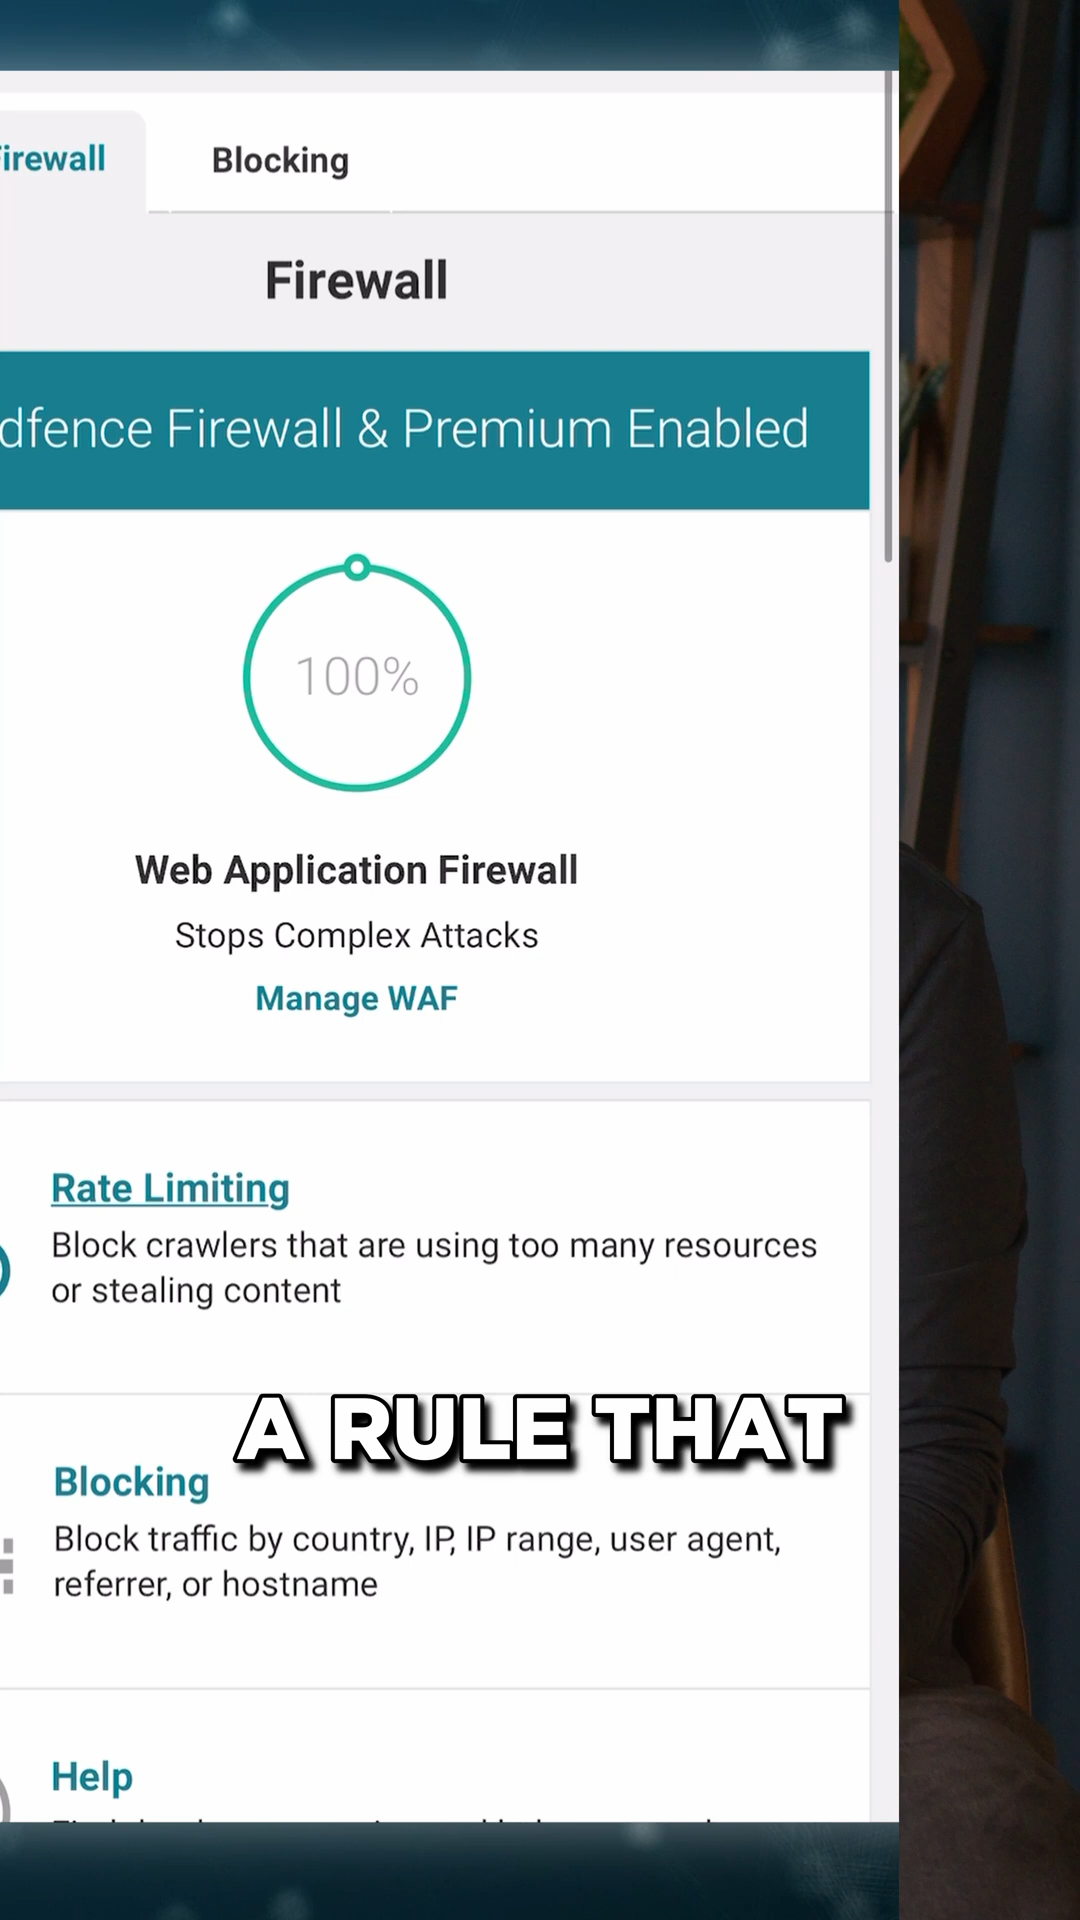 Firewall
Blocking
Firewall
dfence Firewall & Premium Enabled
100%
Web Application Firewall
Stops Complex Attacks
Manage WAF
Rate Limiting
Block crawlers that are using too many resources
or stealing content
A RULE THAT
Blocking
Block traffic by country, IP, IP range, user agent,
referrer, or hostname
Help